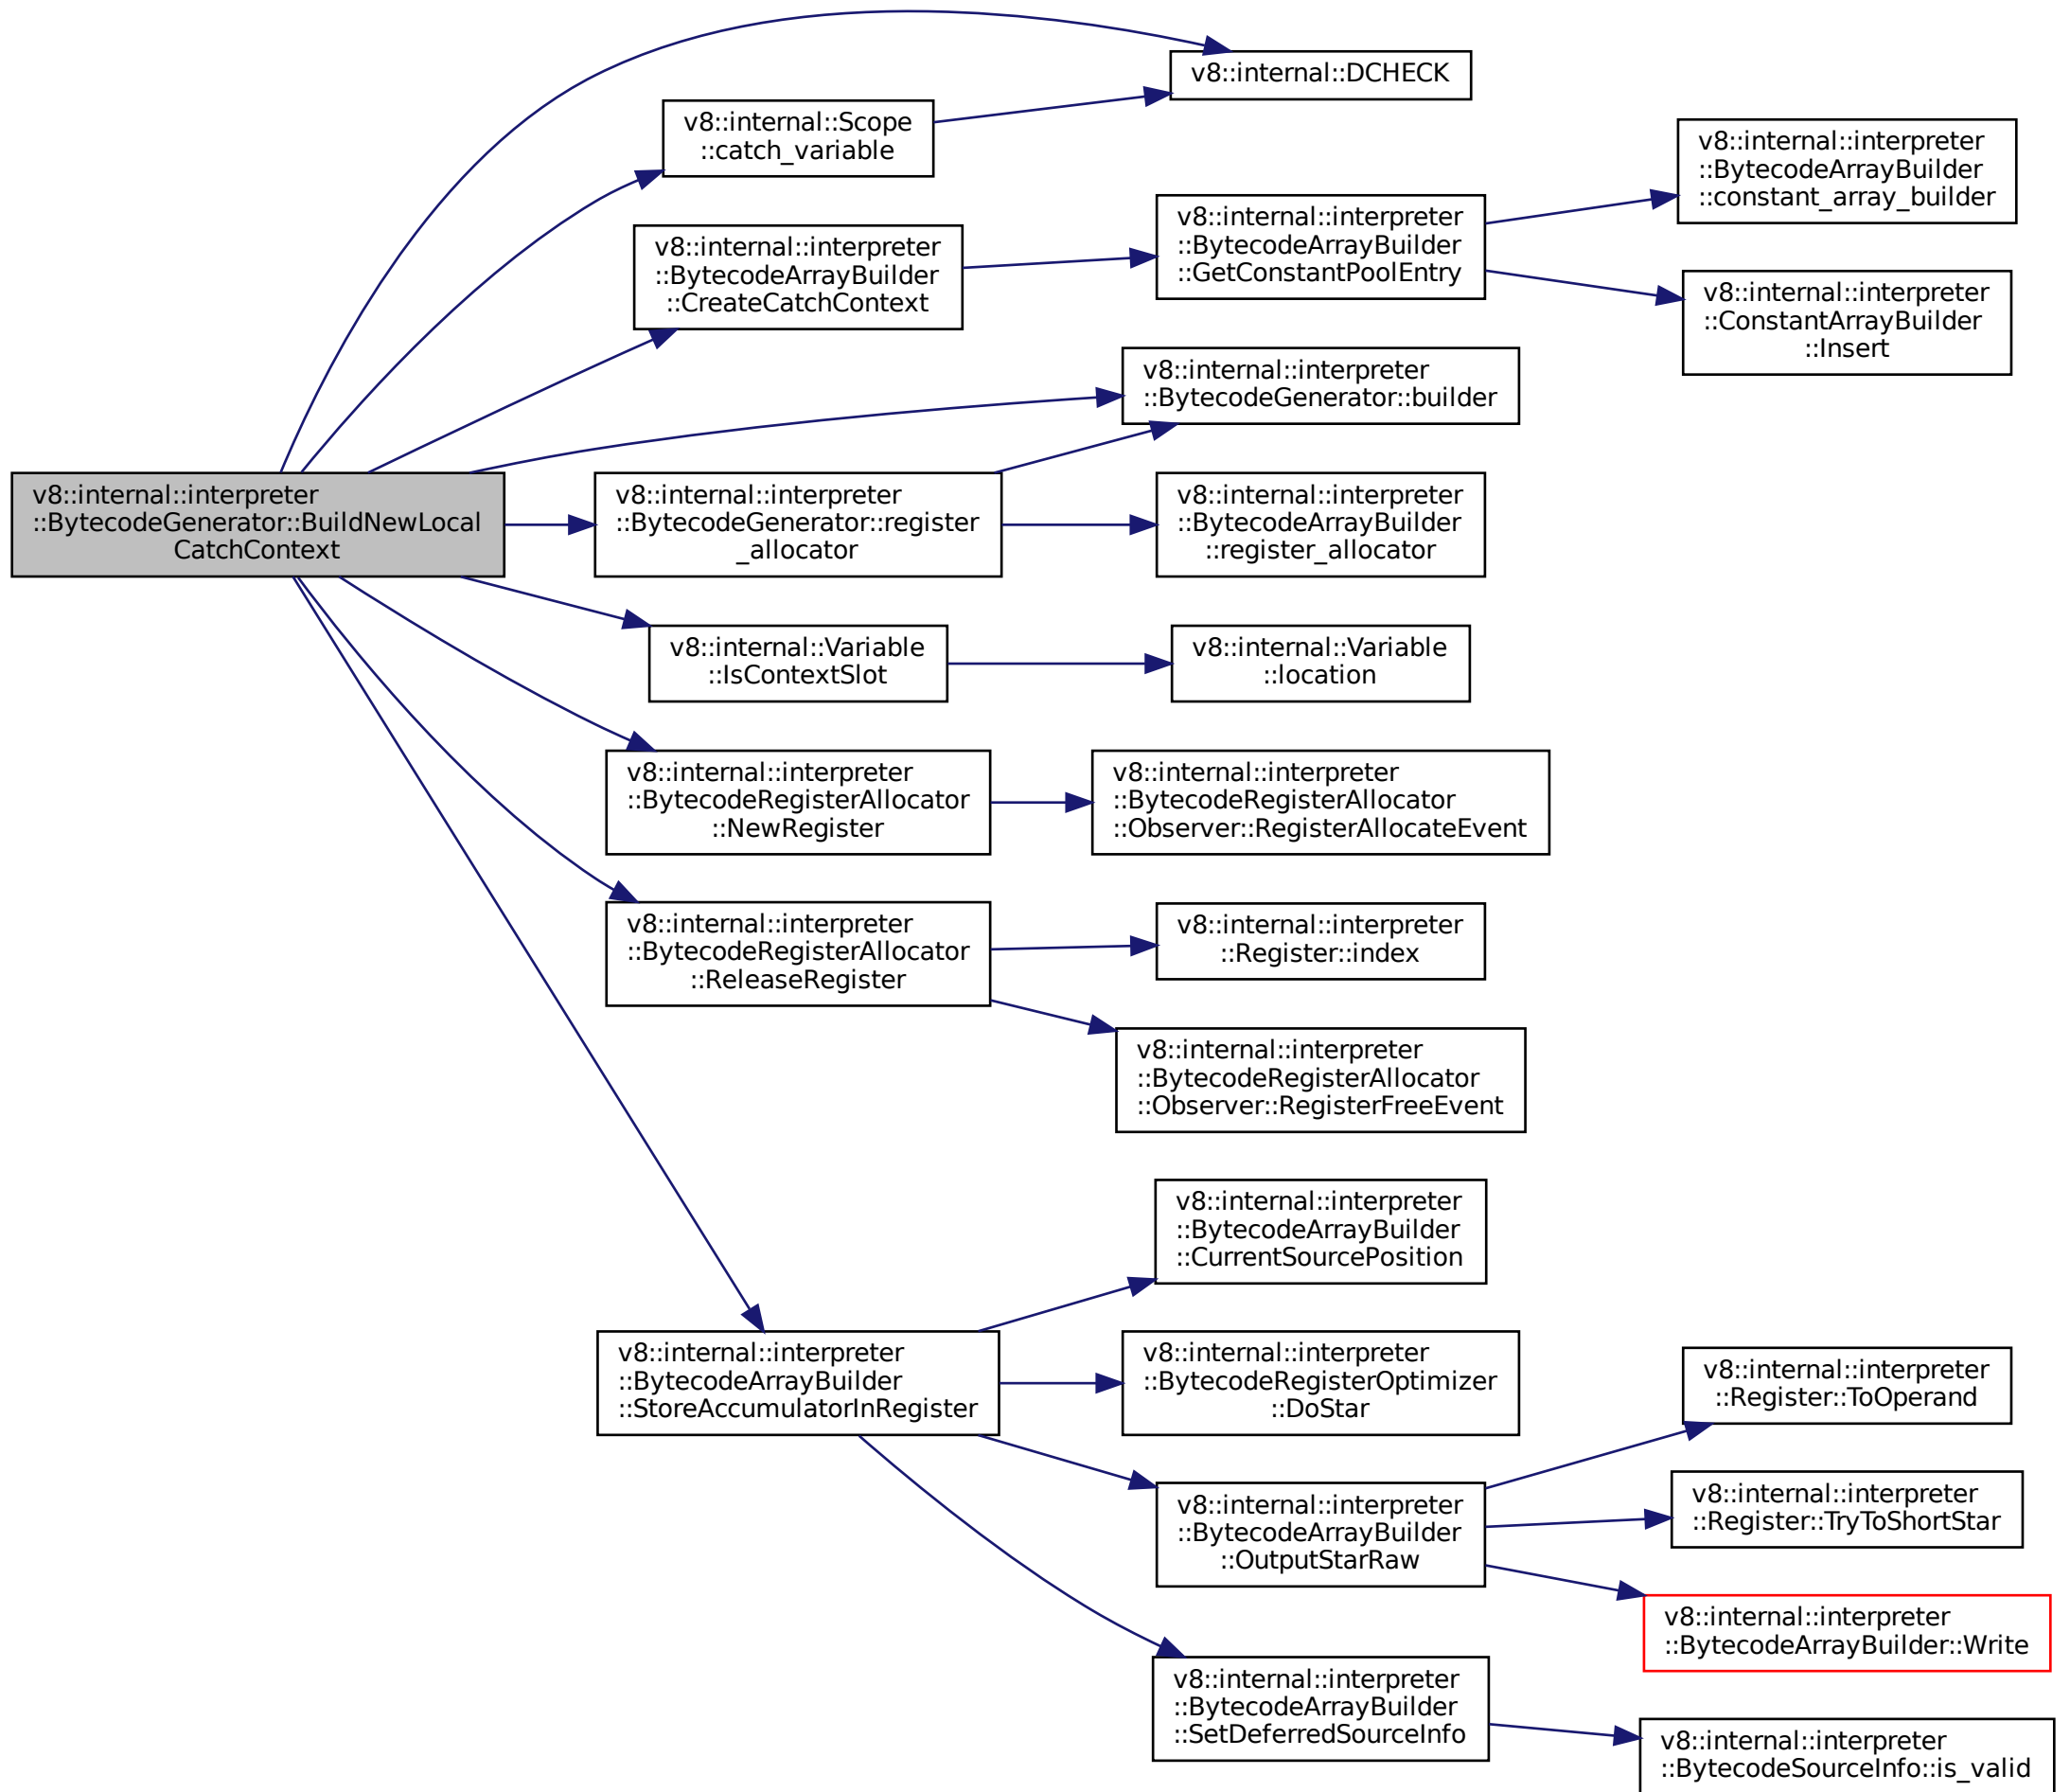 v8::internal::DCHECK
v8::internal::Scope
::catch_variable
v8::internal::interpreter
::BytecodeArrayBuilder
::constant_array_builder
v8::internal::interpreter
::BytecodeArrayBuilder
::GetConstantPoolEntry
v8::internal::interpreter
::BytecodeArrayBuilder
::CreateCatchContext
v8::internal::interpreter
::ConstantArrayBuilder
::Insert
v8::internal::interpreter
::BytecodeGenerator::builder
v8::internal::interpreter
::BytecodeGenerator::BuildNewLocal
CatchContext
v8::internal::interpreter
::BytecodeGenerator::register
_allocator
v8::internal::interpreter
::BytecodeArrayBuilder
::register_allocator
v8::internal::Variable
::IsContextSlot
v8::internal::Variable
::location
v8::internal::interpreter
::BytecodeRegisterAllocator
::NewRegister
v8::internal::interpreter
::BytecodeRegisterAllocator
::Observer::RegisterAllocateEvent
v8::internal::interpreter
::BytecodeRegisterAllocator
::ReleaseRegister
v8::internal::interpreter
::Register::index
v8::internal::interpreter
::BytecodeRegisterAllocator
::Observer::RegisterFreeEvent
v8::internal::interpreter
::BytecodeArrayBuilder
::CurrentSourcePosition
v8::internal::interpreter
::BytecodeArrayBuilder
::StoreAccumulatorInRegister
v8::internal::interpreter
::BytecodeRegisterOptimizer
::DoStar
v8::internal::interpreter
::Register::ToOperand
v8::internal::interpreter
::BytecodeArrayBuilder
::OutputStarRaw
v8::internal::interpreter
::Register::TryToShortStar
v8::internal::interpreter
::BytecodeArrayBuilder::Write
v8::internal::interpreter
::BytecodeArrayBuilder
::SetDeferredSourceInfo
v8::internal::interpreter
::BytecodeSourceInfo::is_valid